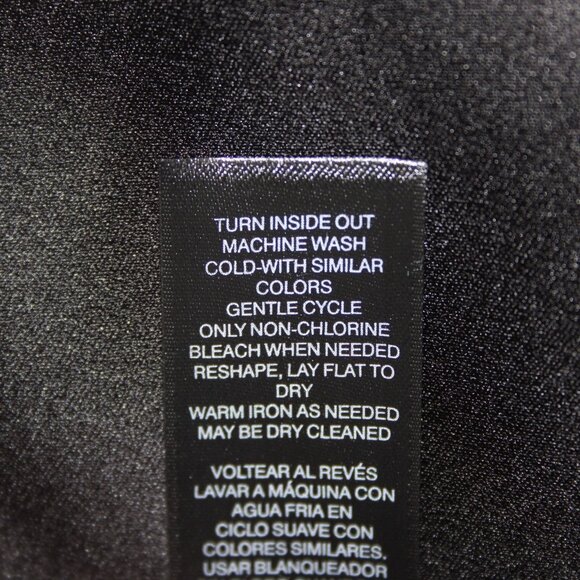 TURN INSIDE OUT
MACHINE WASH
COLD-WITH SIMILAR
COLORS
GENTLE CYCLE
ONLY NON-CHLORINE
BLEACH WHEN NEEDED
RESHAPE, LAY FLAT TO
DRY
WARM IRON AS NEEDED
MAY BE DRY CLEANED
VOLTEAR AL REVÉS
LAVAR A MÁQUINA CON
AGUA FRIA EN
CICLO SUAVE CON
COLORES SIMILARES.
USAR BLANQUEADOR